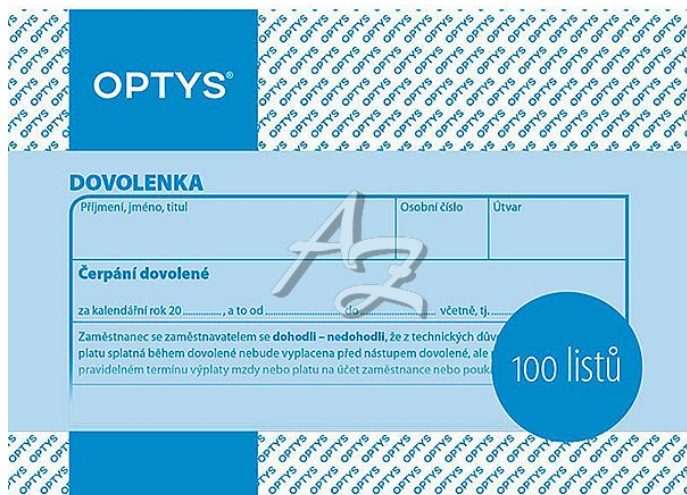 OPTYS®
DOVOLENKA
Příjmení, jméno, titul Osobní číslo Útvar
AZ
Čerpání dovolené
za kalendářní rok 20 ............, a to od .......................... do .......................... včetně, tj.
Zaměstnanec se zaměstnavatelem se dohodli – nedohodli, že z technických
platu splatná během dovolené nebude vyplacena před nástupem dovolené, ale
pravidelném termínu výplaty mzdy nebo platu na účet zaměstnance nebo
100 listů